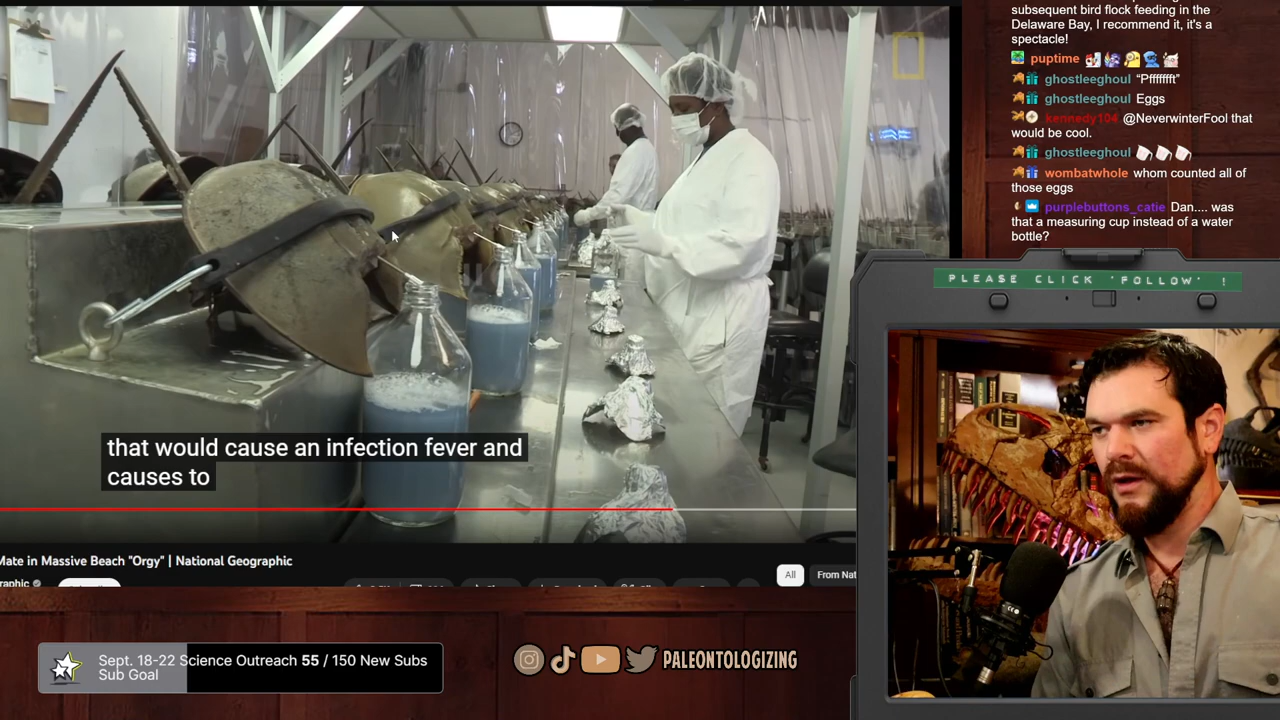 subsequent bird flock feeding in the
Delaware Bay, I recommend it, it's a
spectacle!
puptime
ghostleeghoul “Pffffffft”
ghostleeghoul Eggs
kennedy104 @NeverwinterFool that
would be cool.
ghostleeghoul
wombatwhole whom counted all of
those eggs
purplebuttons_catie Dan.... was
that a measuring cup instead of a water
bottle?
PLEASE CLICK 'FOLLOW' !
that would cause an infection fever and
causes to
Mate in Massive Beach "Orgy" | National Geographic
raphic
All
From Nat
Sept. 18-22 Science Outreach 55 / 150 New Subs
Sub Goal
PALEONTOLOGIZING